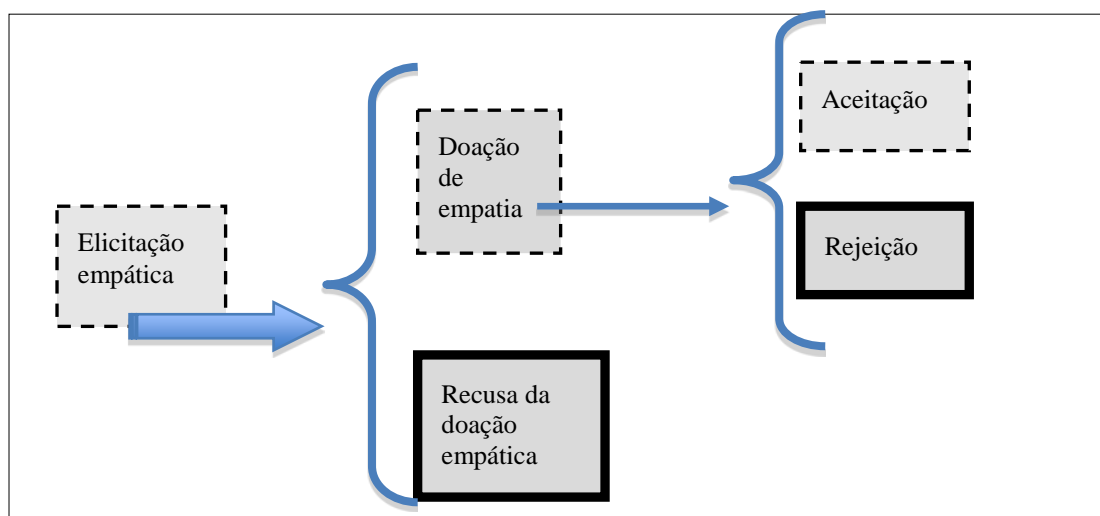 Elicitação
empática
Doação
de
empatia
Recusa da
doação
empática
Aceitação
Rejeição